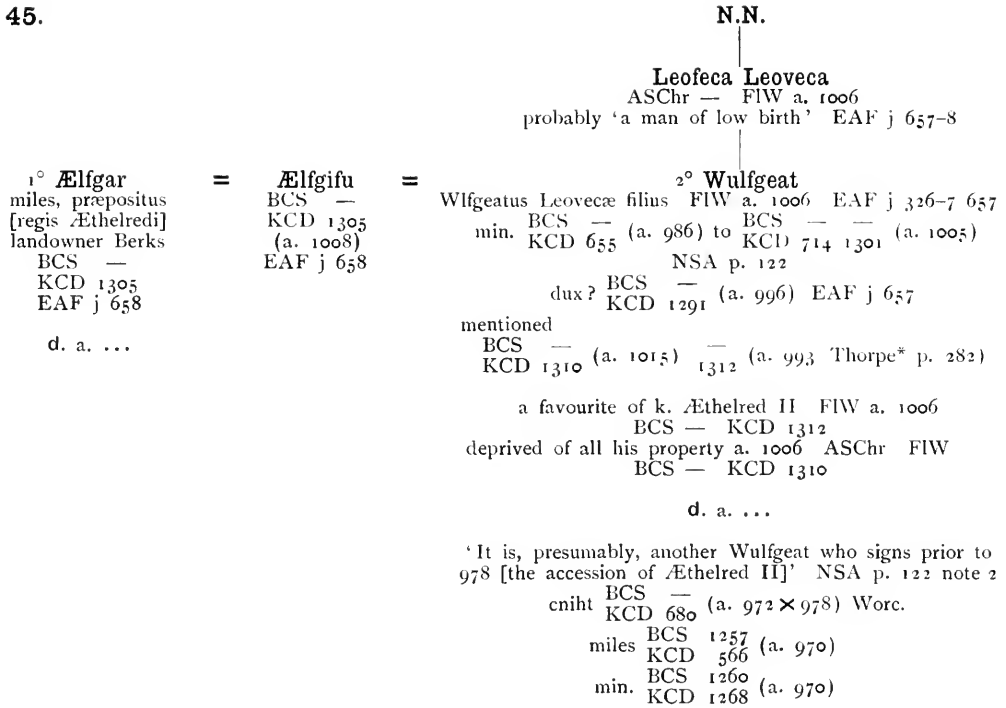 45.
N.N.
Leofeca Leoveca
ASChr — FlW a. 1006
probably ‘a man of low birth’ EAF j 657-8
1° Ælfgar
miles, præpositus
[regis Æthelredi]
landowner Berks
BCS —
KCD 1305
EAF j 658
d. a. ...
=
Ælfgifu
BCS —
KCD 1305
(a. 1008)
EAF j 658
=
2° Wulfgeat
Wlfgeatus Leovecæ filius FlW a. 1006 EAF j 326-7 657
min. BCS — KCD 655 (a. 986) to BCS — — KCD 714 1301 (a. 1005)
NSA p. 122
dux? BCS — KCD 1291 (a. 996) EAF j 657
mentioned
BCS — KCD 1310 (a. 1015) — 1312 (a. 993 Thorpe* p. 282)
a favourite of k. Æthelred II FlW a. 1006
BCS — KCD 1312
deprived of all his property a. 1006 ASChr FlW
BCS — KCD 1310
d. a. ...
‘It is, presumably, another Wulfgeat who signs prior to
978 [the accession of Æthelred II]’ NSA p. 122 note 2
cniht BCS — KCD 680 (a. 972 × 978) Worc.
miles BCS 1257 KCD 566 (a. 970)
min. BCS 1260 KCD 1268 (a. 970)